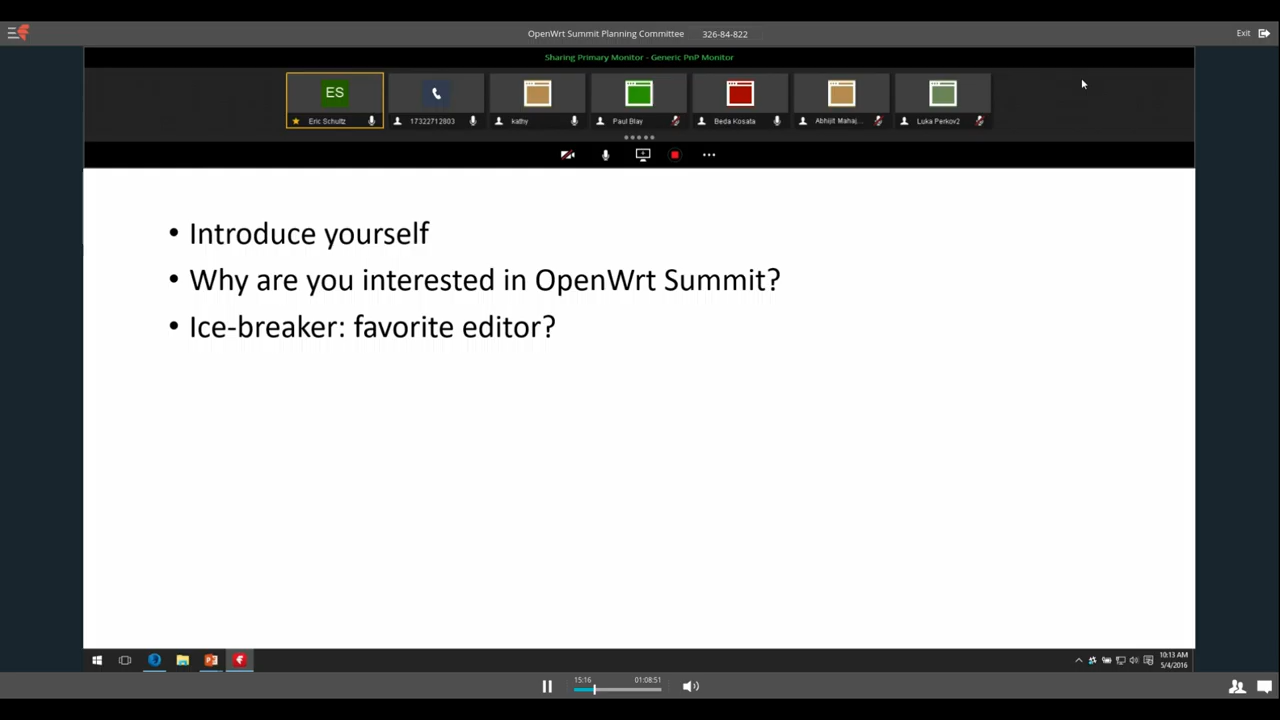 OpenWrt Summit Planning Committee 326-84-822
Exit
Sharing Primary Monitor - Generic PnP Monitor
ES
Eric Schultz
17322712803
kathy
Paul Blay
Beda Kosata
Abhijit Mahaj...
Luka Perkov2
• Introduce yourself
• Why are you interested in OpenWrt Summit?
• Ice-breaker: favorite editor?
10:13 AM
5/4/2016
15:16
01:08:51